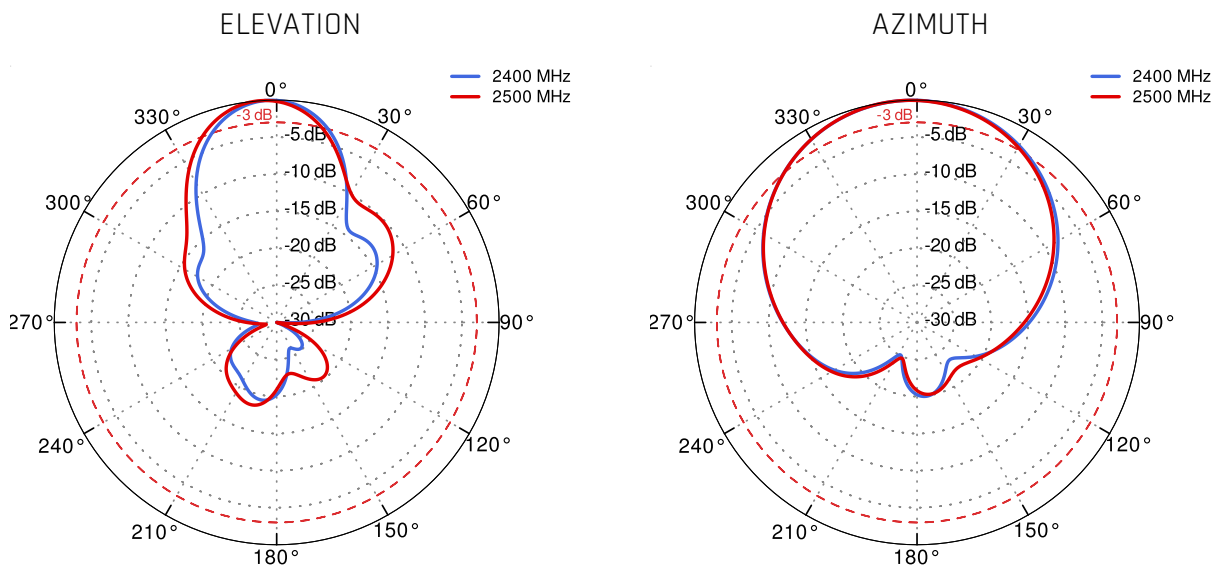 ELEVATION
2400 MHz
2500 MHz
0°
-3 dB
30°
330°
-5 dB
-10 dB
60°
300°
-15 dB
-20 dB
-25 dB
270°
-30 dB
90°
240°
120°
210°
150°
180°
AZIMUTH
2400 MHz
2500 MHz
0°
-3 dB
30°
330°
-5 dB
-10 dB
60°
300°
-15 dB
-20 dB
-25 dB
270°
-30 dB
90°
240°
120°
210°
150°
180°